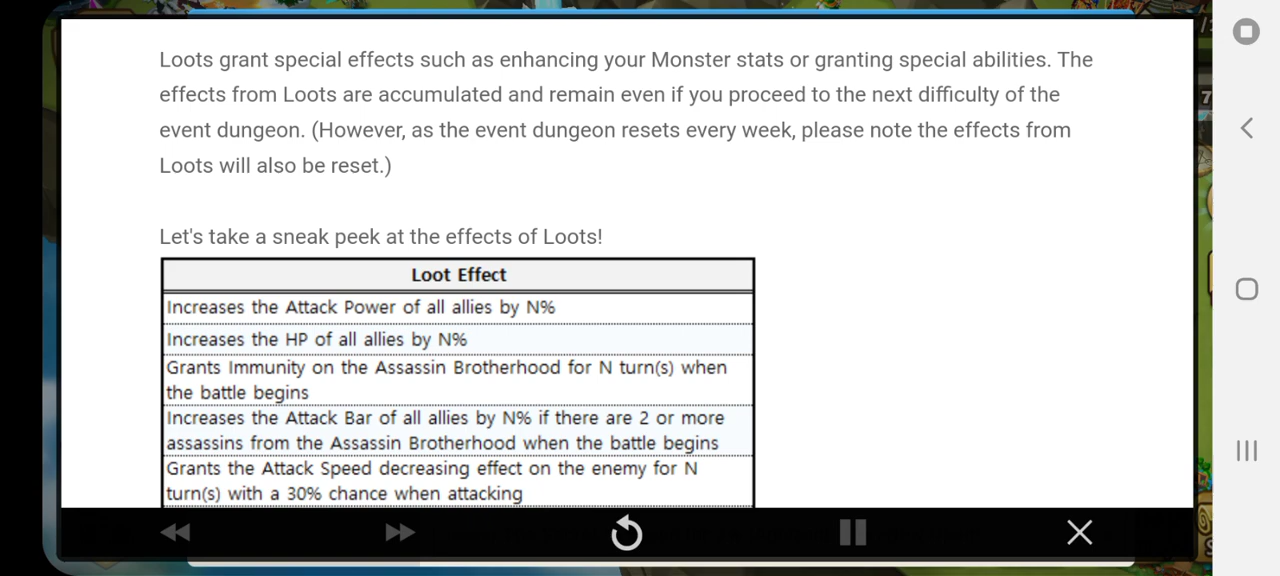 Loots grant special effects such as enhancing your Monster stats or granting special abilities. The
effects from Loots are accumulated and remain even if you proceed to the next difficulty of the
event dungeon. (However, as the event dungeon resets every week, please note the effects from
Loots will also be reset.)
Let's take a sneak peek at the effects of Loots!
Loot Effect
Increases the Attack Power of all allies by N%
Increases the HP of all allies by N%
Grants Immunity on the Assassin Brotherhood for N turn(s) when
the battle begins
Increases the Attack Bar of all allies by N% if there are 2 or more
assassins from the Assassin Brotherhood when the battle begins
Grants the Attack Speed decreasing effect on the enemy for N
turn(s) with a 30% chance when attacking